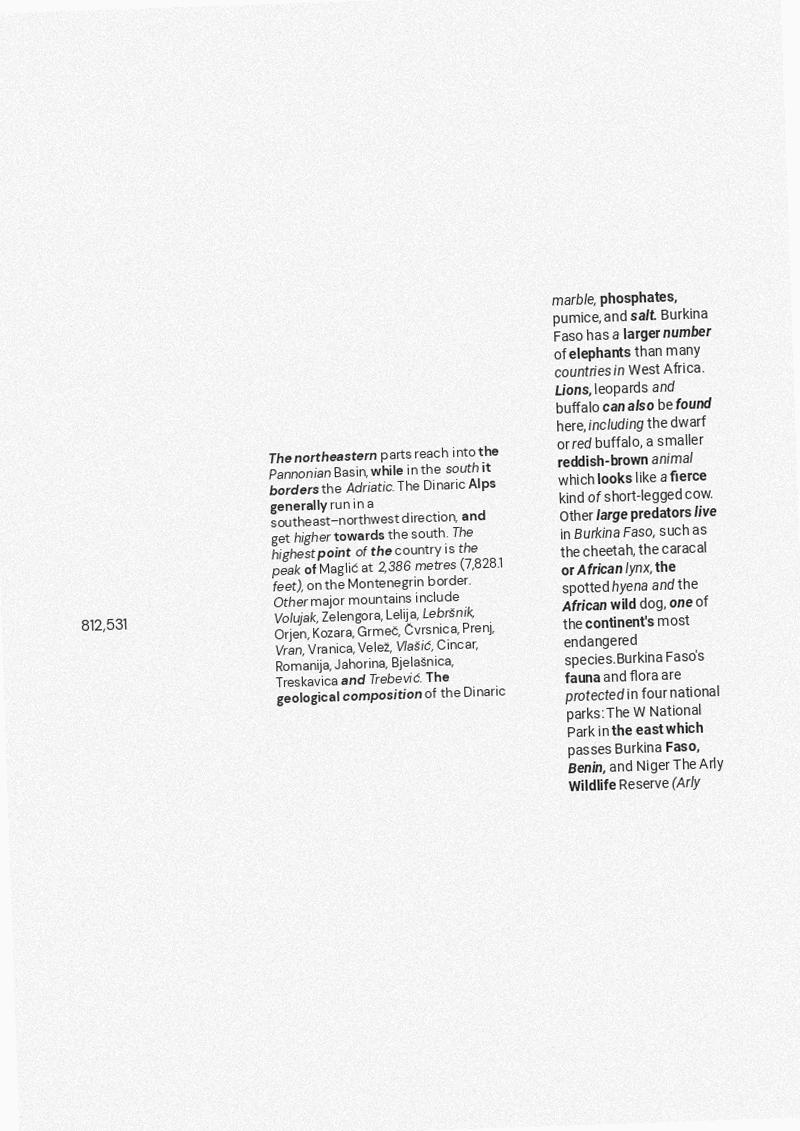 812,531
The northeastern parts reach into the
Pannonian Basin, while in the south it
borders the Adriatic. The Dinaric Alps
generally run in a
southeast–northwest direction, and
get higher towards the south. The
highest point of the country is the
peak of Maglić at 2,386 metres (7,828.1
feet), on the Montenegrin border.
Other major mountains include
Volujak, Zelengora, Lelija, Lebršnik,
Orjen, Kozara, Grmeč, Čvrsnica, Prenj,
Vran, Vranica, Velež, Vlašić, Cincar,
Romanija, Jahorina, Bjelašnica,
Treskavica and Trebević. The
geological composition of the Dinaric
marble, phosphates,
pumice, and salt. Burkina
Faso has a larger number
of elephants than many
countries in West Africa.
Lions, leopards and
buffalo can also be found
here, including the dwarf
or red buffalo, a smaller
reddish-brown animal
which looks like a fierce
kind of short-legged cow.
Other large predators live
in Burkina Faso, such as
the cheetah, the caracal
or African lynx, the
spotted hyena and the
African wild dog, one of
the continent's most
endangered
species.Burkina Faso's
fauna and flora are
protected in four national
parks: The W National
Park in the east which
passes Burkina Faso,
Benin, and Niger The Arly
Wildlife Reserve (Arly